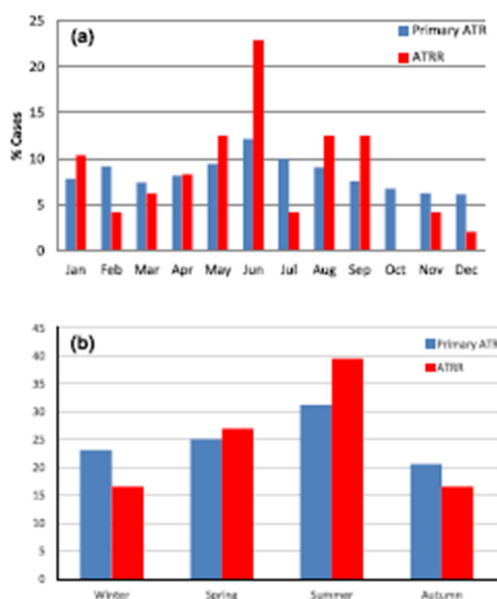 (a)
Primary ATR
ATRR
25
20
15
10
5
0
% Cases
Jan Feb Mar Apr May Jun Jul Aug Sep Oct Nov Dec
(b)
Primary ATR
ATRR
45
40
35
30
25
20
15
10
5
0
Winter Spring Summer Autumn